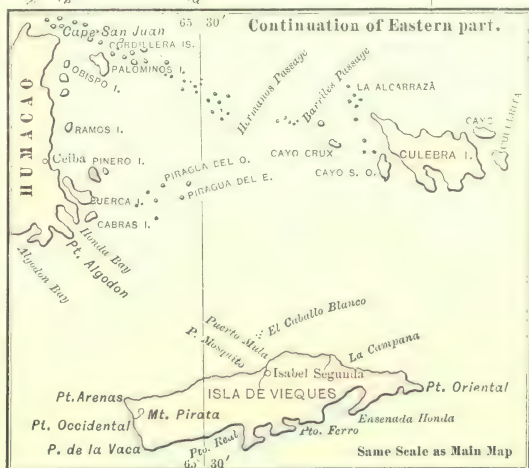 65 30'
Continuation of Eastern part.
Cape San Juan
CORDILLERA IS.
PALOMINOS I.
OBISPO I.
Hermanos Passage
Barriles Passage
LA ALCARRAZA
HUMACAO
RAMOS I.
CAYO
CULEBRA I.
CAYO CRUX
Ceiba
PINERO I.
PIRAGUA DEL O.
CAYO S. O.
PIRAGUA DEL E.
CABRAS I.
Honda Bay
Pt. Algodon
Algodon Bay
El Caballo Blanco
Puerto Mula
P. Mosquito
La Campana
Isabel Segunda
Pt. Arenas
ISLA DE VIEQUES
Pt. Oriental
Mt. Pirata
Pt. Occidental
Ensenada Honda
Pto. Real
Pto. Ferro
P. de la Vaca
Same Scale as Main Map
65 30'